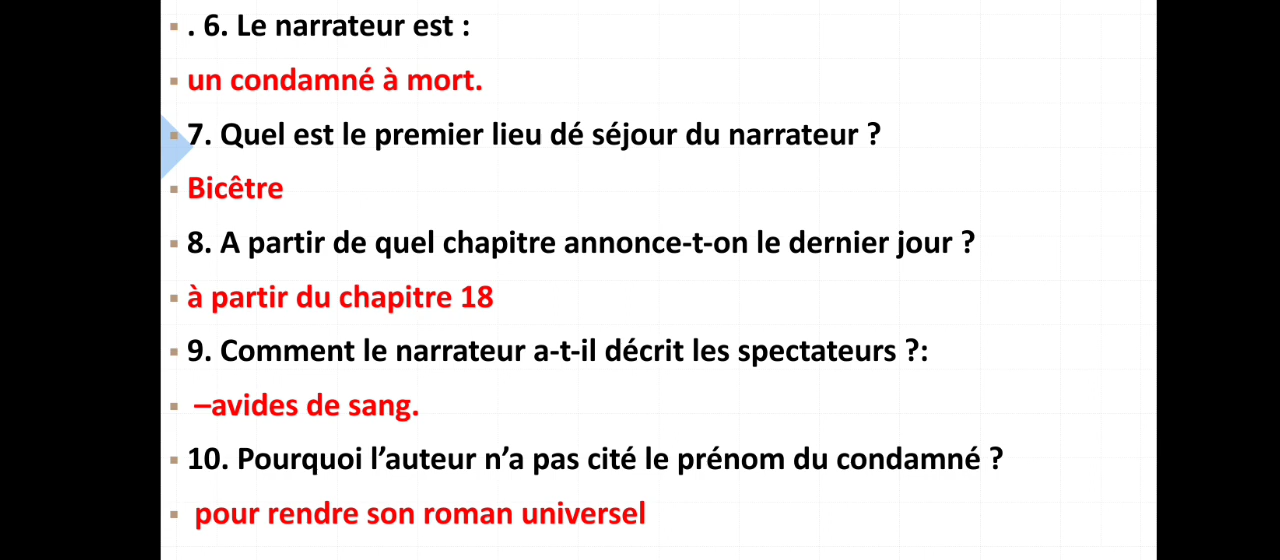 . 6. Le narrateur est :
un condamné à mort.
7. Quel est le premier lieu dé séjour du narrateur ?
Bicêtre
8. A partir de quel chapitre annonce-t-on le dernier jour ?
à partir du chapitre 18
9. Comment le narrateur a-t-il décrit les spectateurs ?:
–avides de sang.
10. Pourquoi l’auteur n’a pas cité le prénom du condamné ?
pour rendre son roman universel